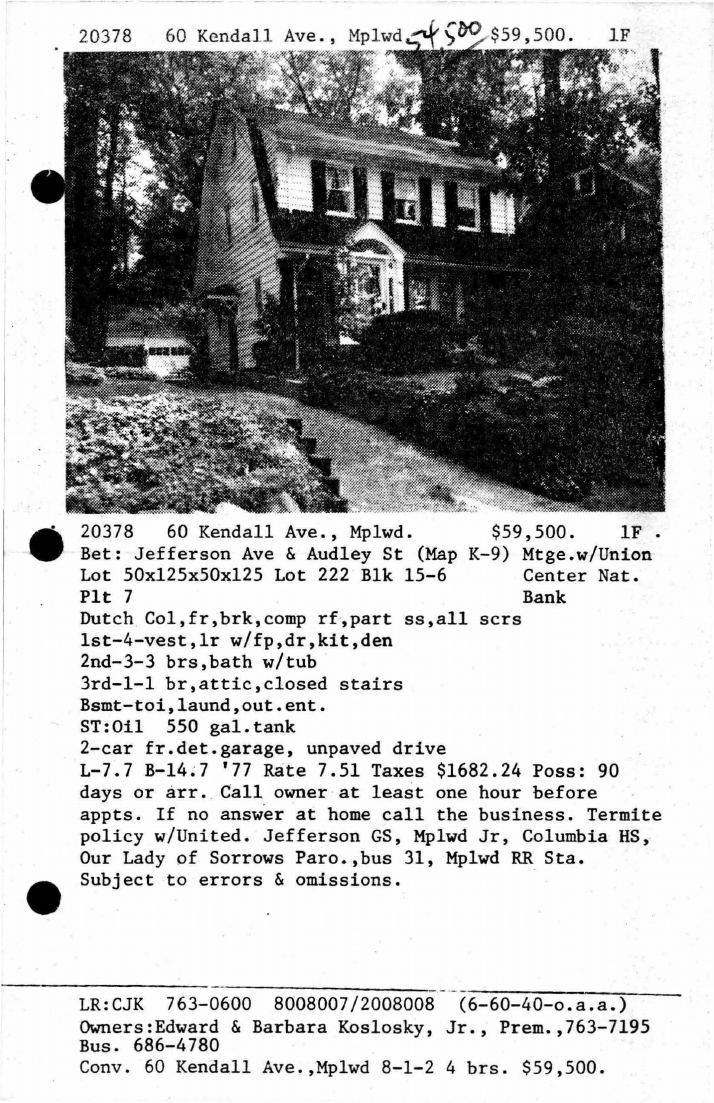 20378 60 Kendall Ave., Mplwd. 54,500 $59,500. 1F
20378 60 Kendall Ave., Mplwd. $59,500. 1F .
Bet: Jefferson Ave & Audley St (Map K-9) Mtge.w/Union
Lot 50x125x50x125 Lot 222 Blk 15-6 Center Nat.
Plt 7 Bank
Dutch Col,fr,brk,comp rf,part ss,all scrs
1st-4-vest,lr w/fp,dr,kit,den
2nd-3-3 brs,bath w/tub
3rd-1-1 br,attic,closed stairs
Bsmt-toi,laund,out.ent.
ST:Oil 550 gal.tank
2-car fr.det.garage, unpaved drive
L-7.7 B-14.7 '77 Rate 7.51 Taxes $1682.24 Poss: 90
days or arr. Call owner at least one hour before
appts. If no answer at home call the business. Termite
policy w/United. Jefferson GS, Mplwd Jr, Columbia HS,
Our Lady of Sorrows Paro.,bus 31, Mplwd RR Sta.
Subject to errors & omissions.
LR:CJK 763-0600 8008007/2008008 (6-60-40-o.a.a.)
Owners:Edward & Barbara Koslosky, Jr., Prem.,763-7195
Bus. 686-4780
Conv. 60 Kendall Ave.,Mplwd 8-1-2 4 brs. $59,500.